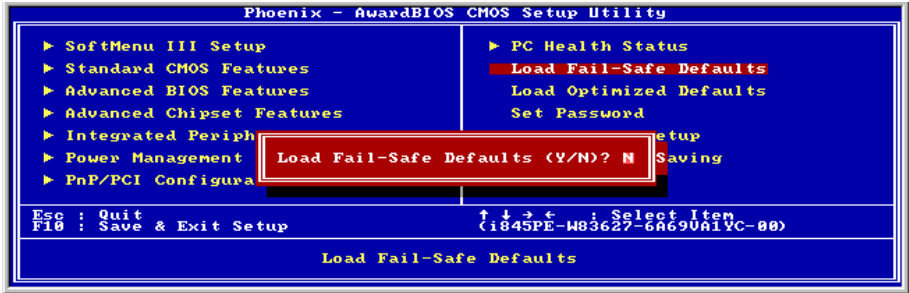 Phoenix - AwardBIOS CMOS Setup Utility
► SoftMenu III Setup
► Standard CMOS Features
► Advanced BIOS Features
► Advanced Chipset Features
► Integrated Periph
► Power Management
► PnP/PCI Configura
► PC Health Status
Load Fail-Safe Defaults
Load Optimized Defaults
Set Password
etup
Saving
Load Fail-Safe Defaults (Y/N)? N
Esc : Quit
F10 : Save & Exit Setup
↑ ↓ → ← : Select Item
(i845PE-W83627-6A69VA1YC-00)
Load Fail-Safe Defaults